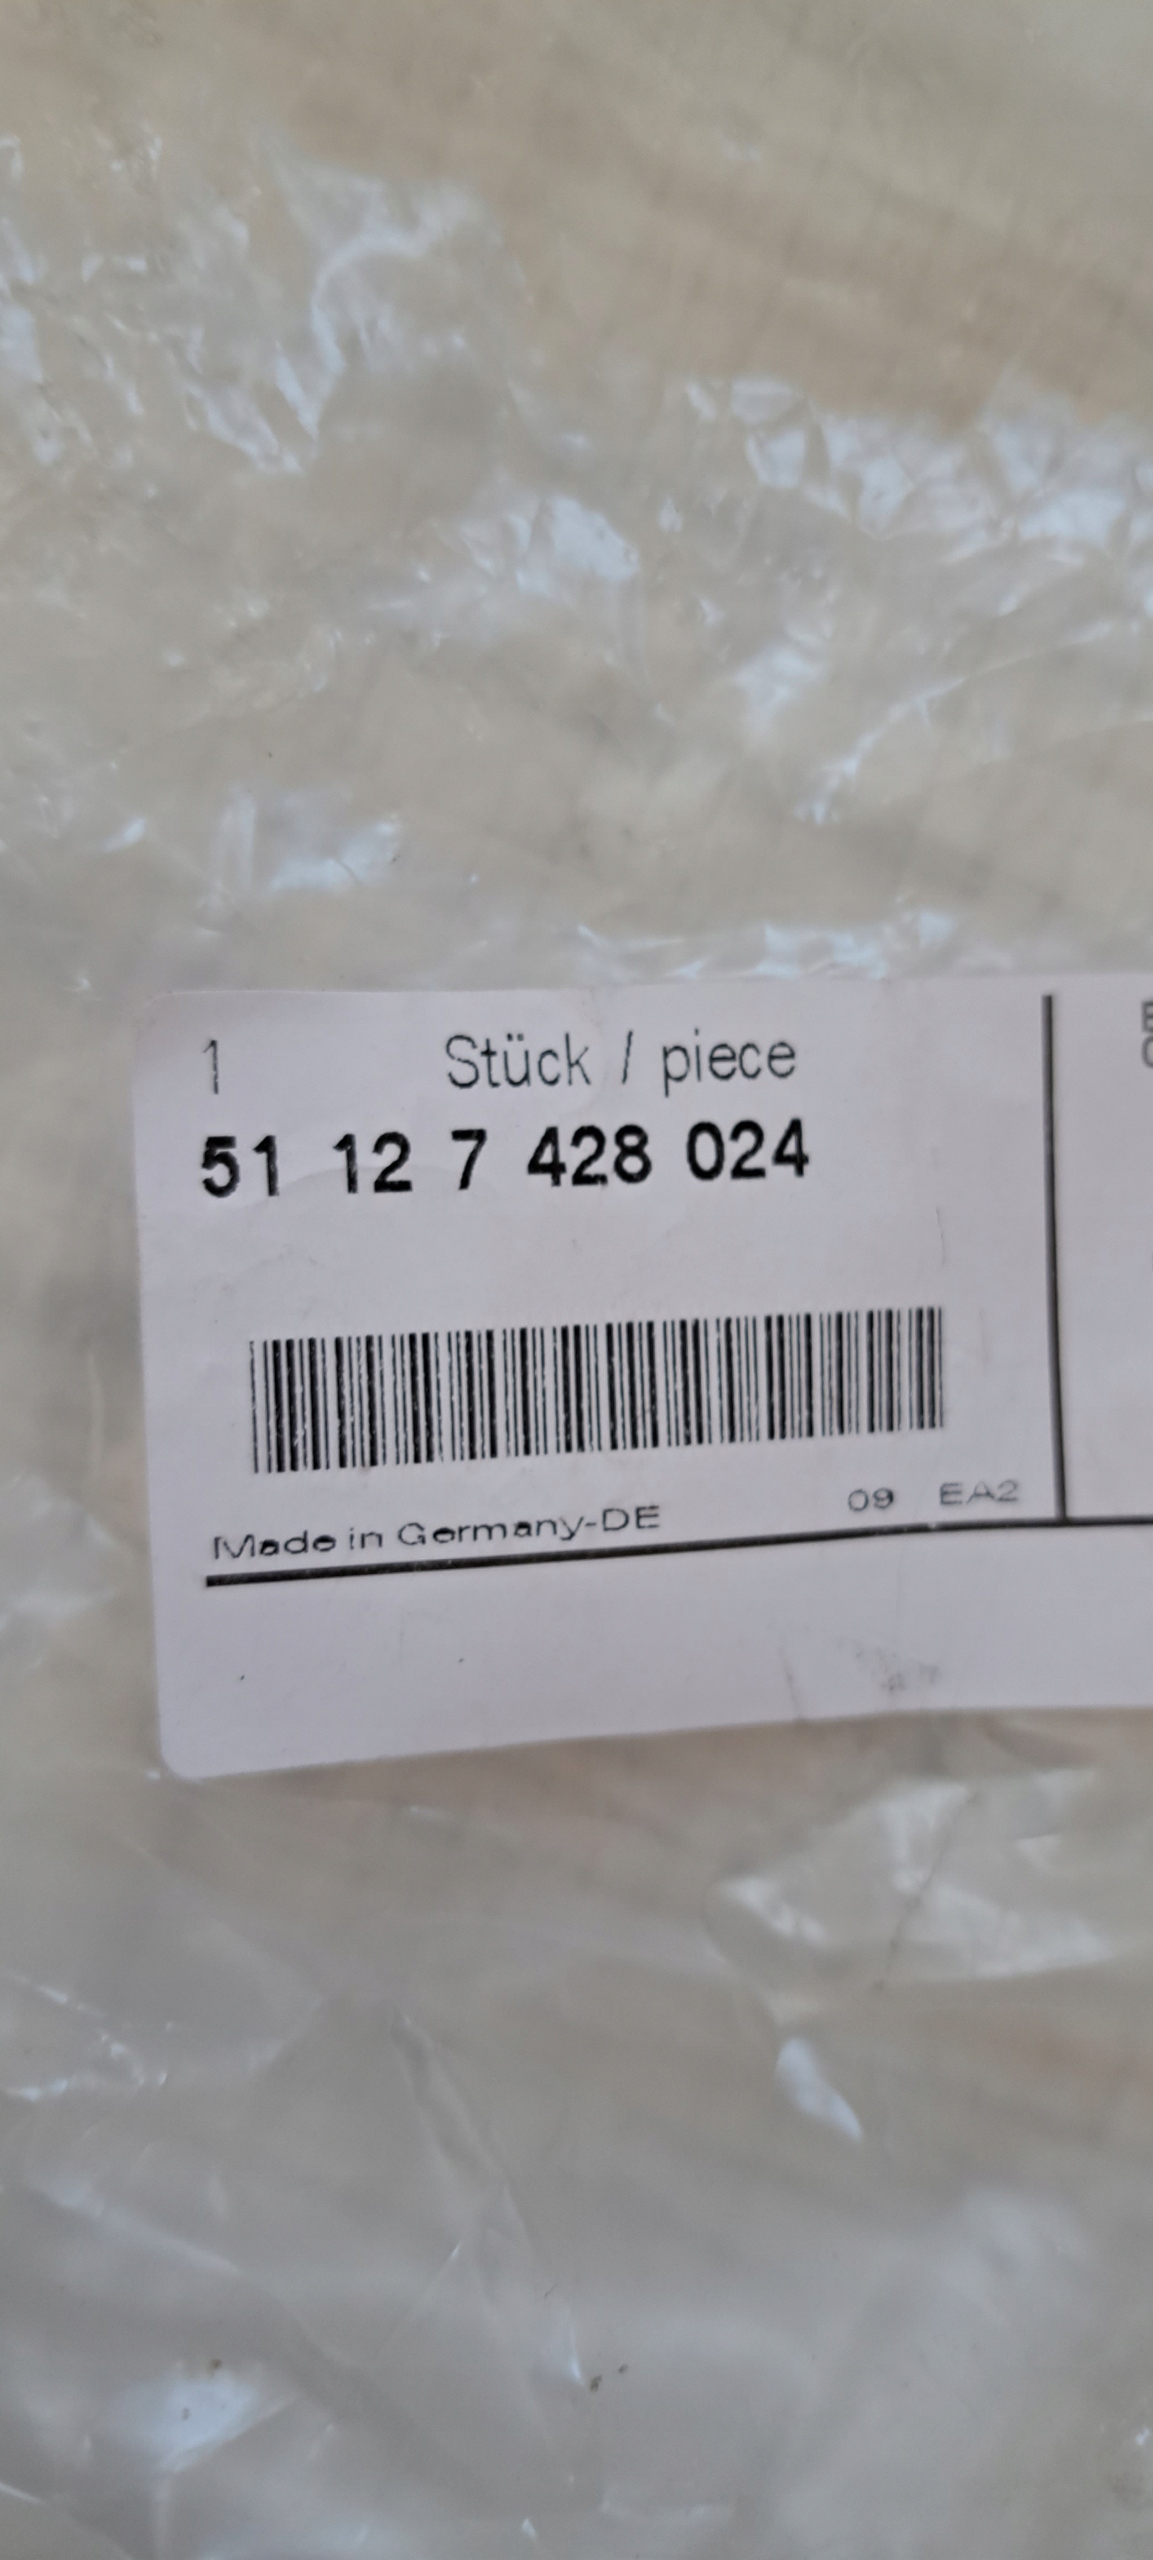 1 Stück / piece
51 12 7 428 024
Made in Germany-DE 09 EA2